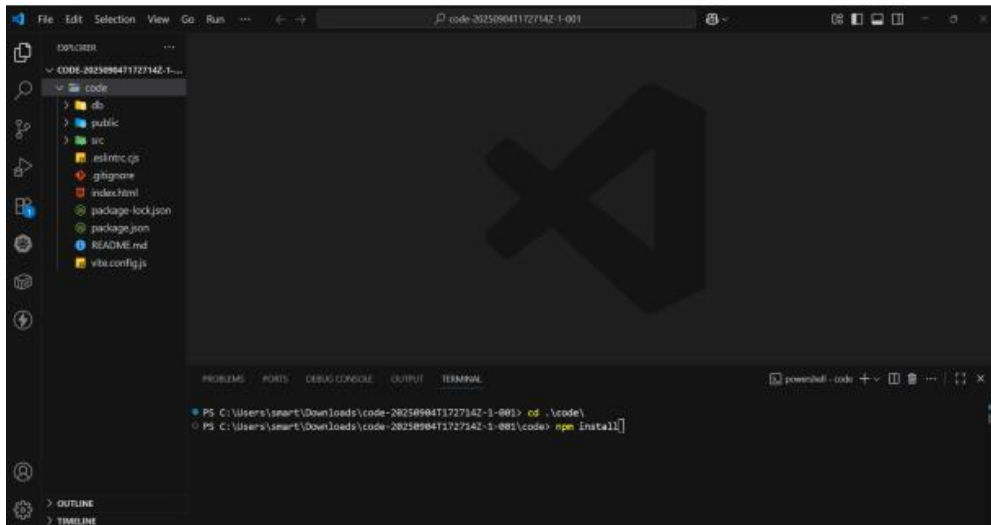 File Edit Selection View Go Run ···
code-20250904T172714Z-1-001
EXPLORER ···
CODE-20250904T172714Z-1-...
code
db
public
src
.eslintrc.cjs
.gitignore
index.html
package-lock.json
package.json
README.md
vite.config.js
1
PROBLEMS PORTS DEBUG CONSOLE OUTPUT TERMINAL
powershell - code
PS C:\Users\smart\Downloads\code-20250904T172714Z-1-001> cd .\code\
PS C:\Users\smart\Downloads\code-20250904T172714Z-1-001\code> npm install
OUTLINE
TIMELINE